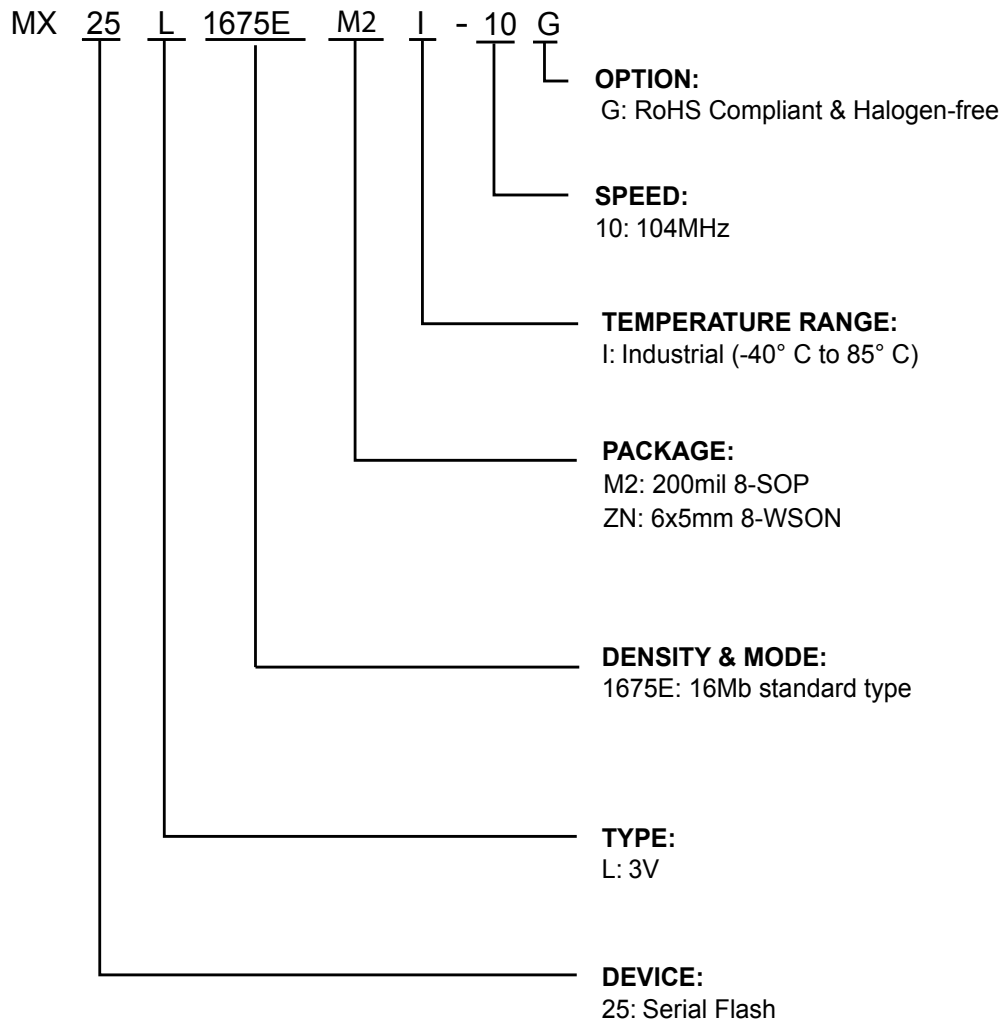 MX 25 L 1675E M2 I - 10 G
OPTION:
G: RoHS Compliant & Halogen-free
SPEED:
10: 104MHz
TEMPERATURE RANGE:
I: Industrial (-40° C to 85° C)
PACKAGE:
M2: 200mil 8-SOP
ZN: 6x5mm 8-WSON
DENSITY & MODE:
1675E: 16Mb standard type
TYPE:
L: 3V
DEVICE:
25: Serial Flash